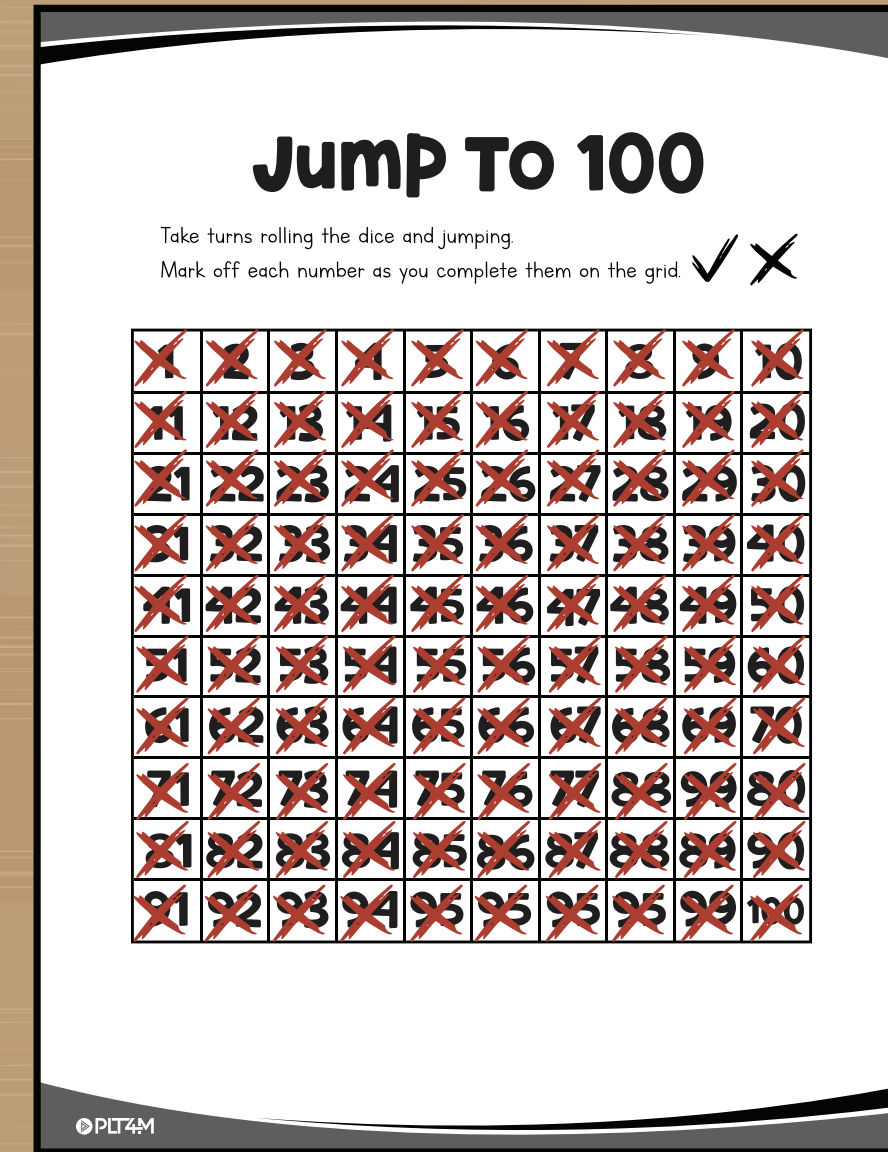 Jump To 100
Take turns rolling the dice and jumping.
Mark off each number as you complete them on the grid.
1 2 3 4 5 6 7 8 9 10
11 12 13 14 15 16 17 18 19 20
21 22 23 24 25 26 27 28 29 30
31 32 33 34 35 36 37 38 39 40
41 42 43 44 45 46 47 48 49 50
51 52 53 54 55 56 57 58 59 60
61 62 63 64 65 66 67 68 69 70
71 72 73 74 75 76 77 88 99 80
81 82 83 84 85 86 87 88 89 90
91 92 93 94 95 95 95 95 99 100
PLT4M